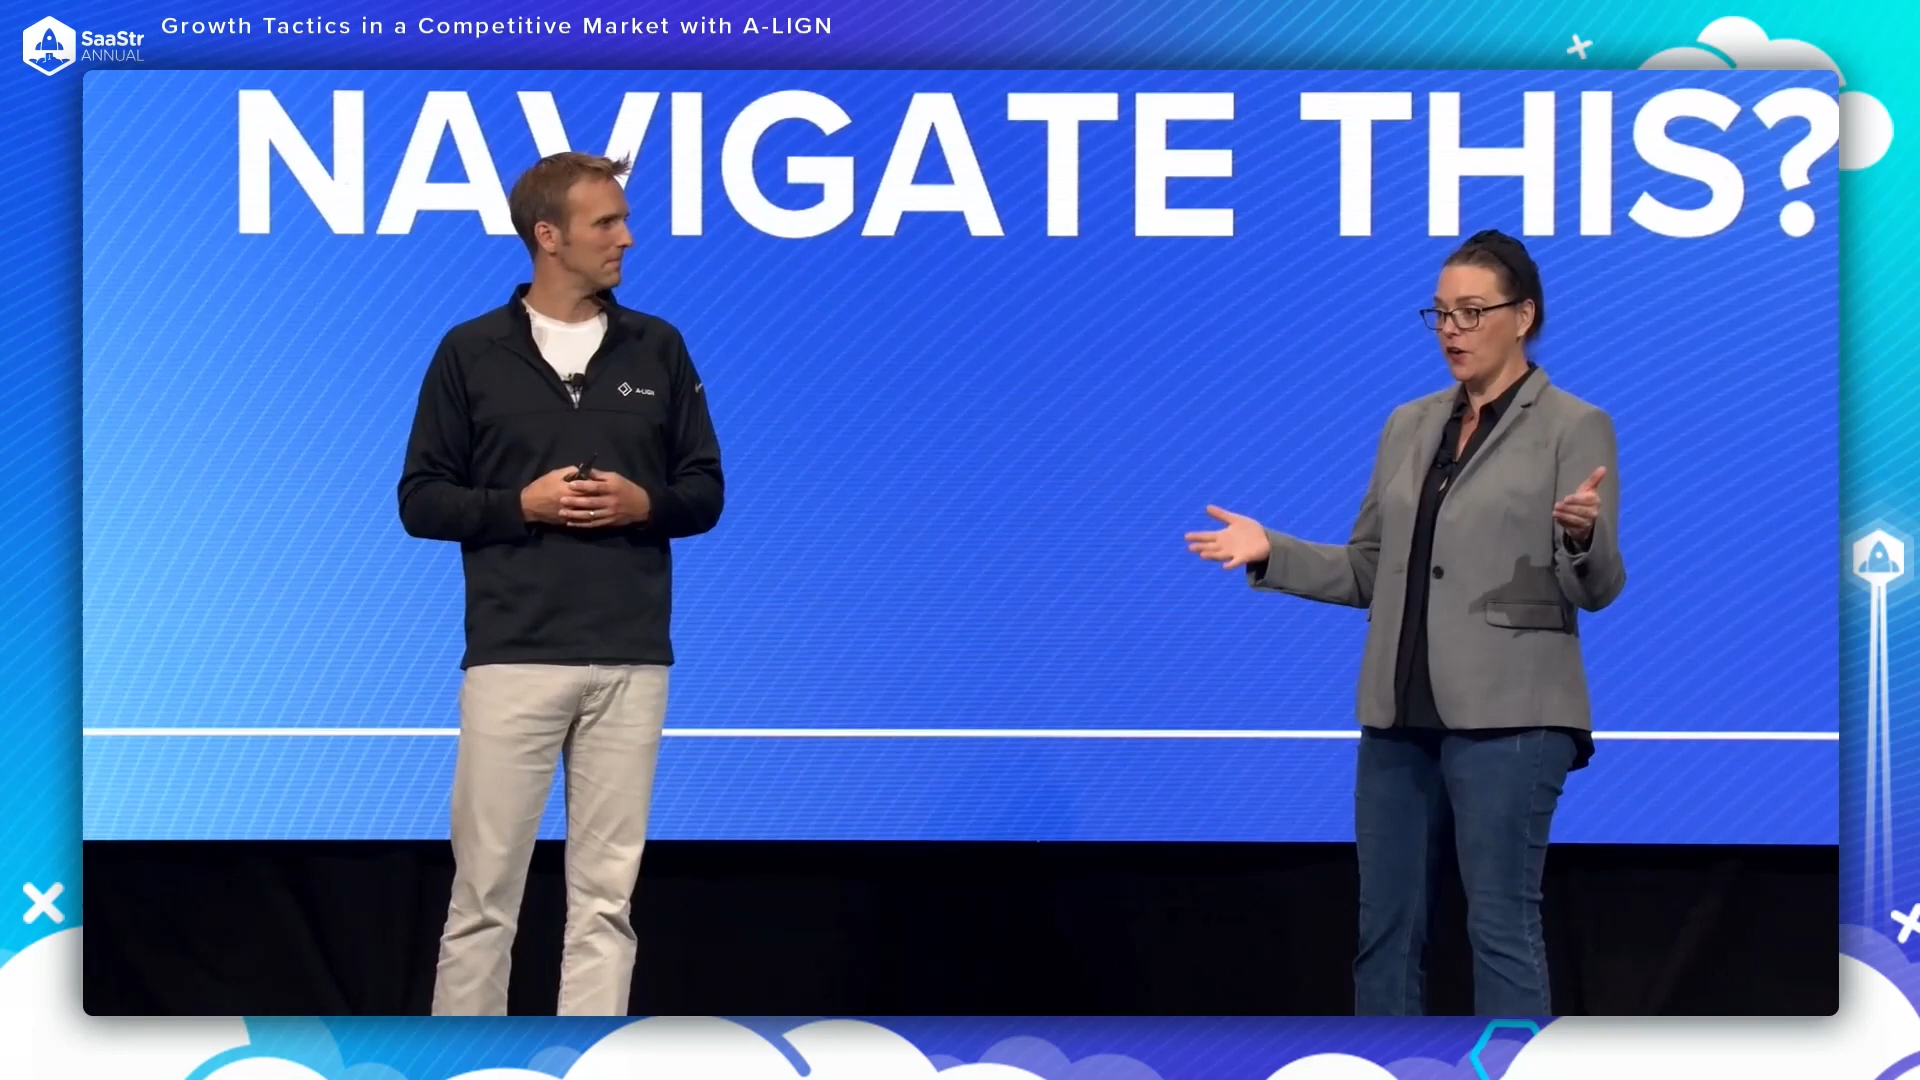 SaaStr
ANNUAL
Growth Tactics in a Competitive Market with A-LIGN
NAVIGATE THIS?
A-LIGN